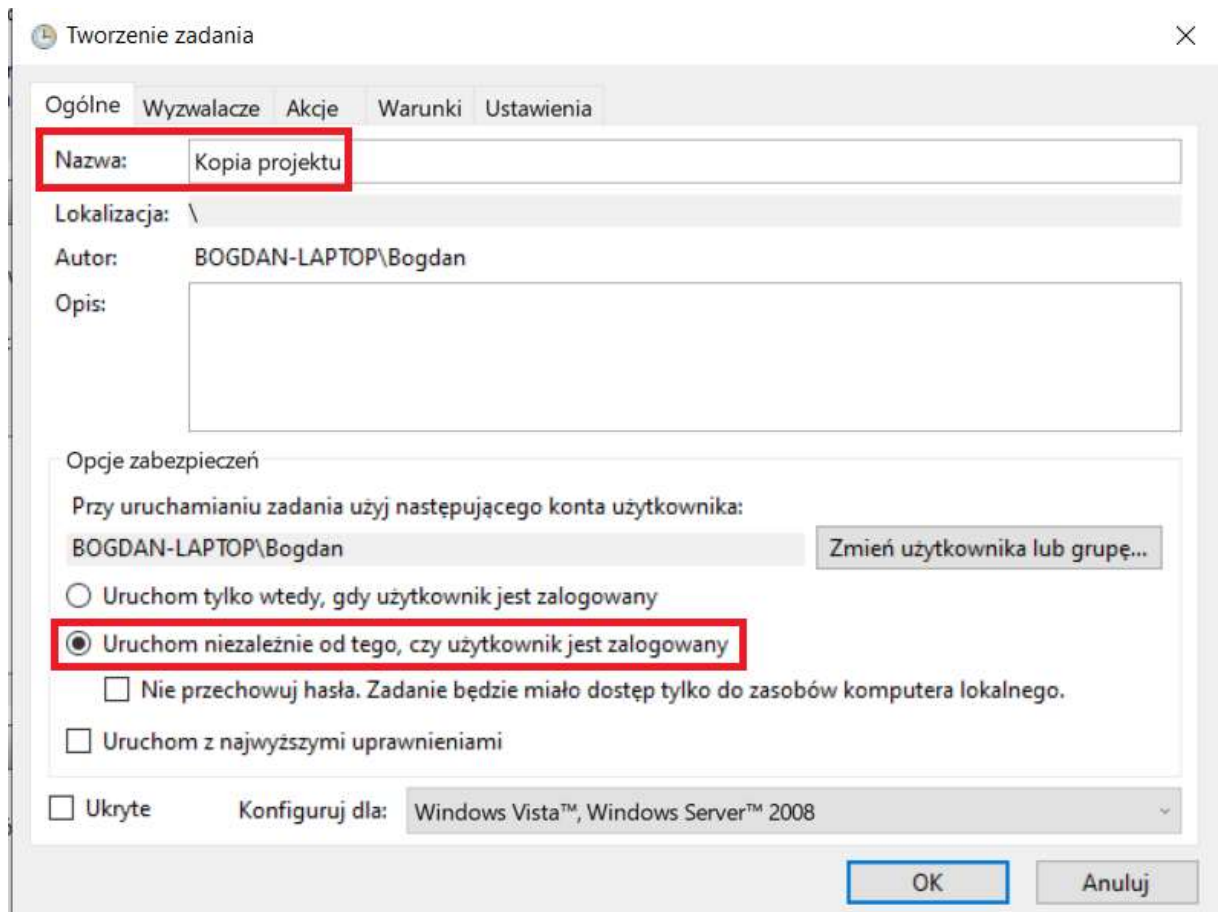 Tworzenie zadania
Ogólne Wyzwalacze Akcje Warunki Ustawienia
Nazwa: Kopia projektu
Lokalizacja: \
Autor: BOGDAN-LAPTOP\Bogdan
Opis:
Opcje zabezpieczeń
Przy uruchamianiu zadania użyj następującego konta użytkownika:
BOGDAN-LAPTOP\Bogdan Zmień użytkownika lub grupę...
Uruchom tylko wtedy, gdy użytkownik jest zalogowany
Uruchom niezależnie od tego, czy użytkownik jest zalogowany
Nie przechowuj hasła. Zadanie będzie miało dostęp tylko do zasobów komputera lokalnego.
Uruchom z najwyższymi uprawnieniami
Ukryte Konfiguruj dla: Windows Vista™, Windows Server™ 2008
OK Anuluj